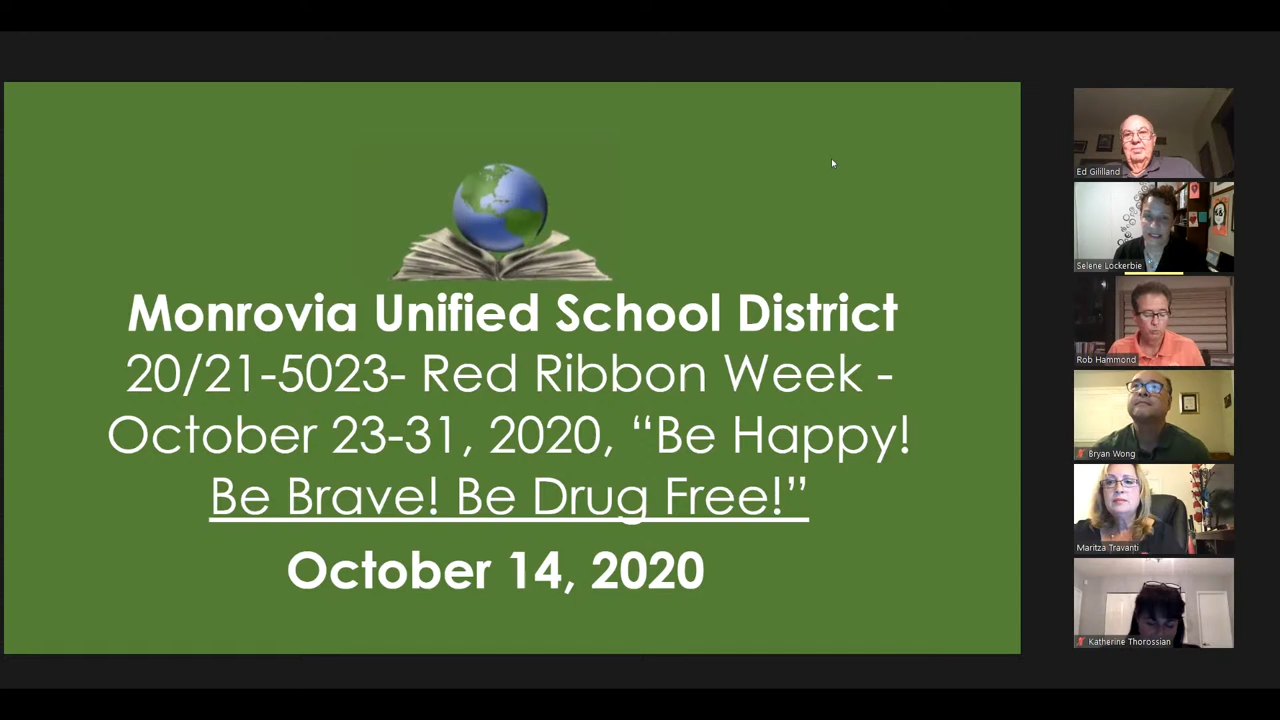 Monrovia Unified School District
20/21-5023- Red Ribbon Week -
October 23-31, 2020, “Be Happy!
Be Brave! Be Drug Free!”
October 14, 2020
Ed Gililland
Selene Lockerbie
Rob Hammond
Bryan Wong
Maritza Travanti
Katherine Thorossian